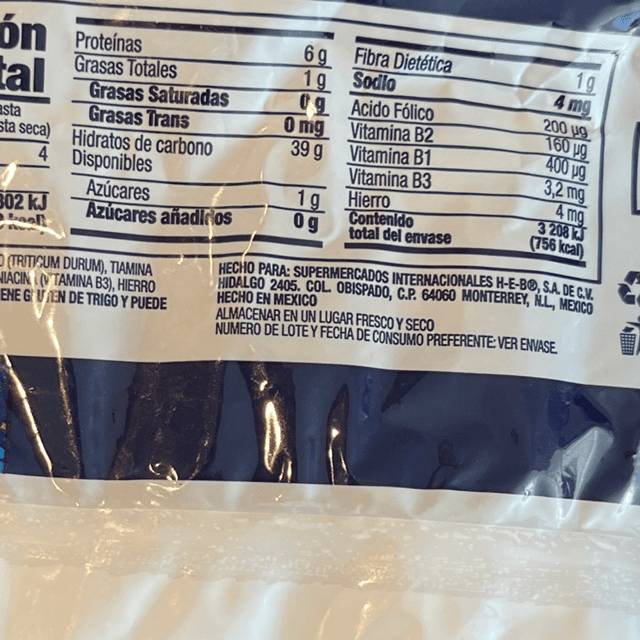 ón
tal
asta
sta seca)
4
802 kJ
Proteínas 6 g
Grasas Totales 1 g
Grasas Saturadas 0 g
Grasas Trans 0 mg
Hidratos de carbono 39 g
Disponibles
Azúcares 1 g
Azúcares añadidos 0 g
Fibra Dietética 1 g
Sodio 4 mg
Acido Fólico 200 µg
Vitamina B2 160 µg
Vitamina B1 400 µg
Vitamina B3 3,2 mg
Hierro 4 mg
Contenido 3 208 kJ
total del envase (756 kcal)
(TRITICUM DURUM), TIAMINA
NIACINA (VITAMINA B3), HIERRO
ENE GLUTEN DE TRIGO Y PUEDE
HECHO PARA: SUPERMERCADOS INTERNACIONALES H-E-B®, S.A. DE C.V.
HIDALGO 2405. COL. OBISPADO, C.P. 64060 MONTERREY, N.L., MEXICO
HECHO EN MEXICO
ALMACENAR EN UN LUGAR FRESCO Y SECO
NUMERO DE LOTE Y FECHA DE CONSUMO PREFERENTE: VER ENVASE.